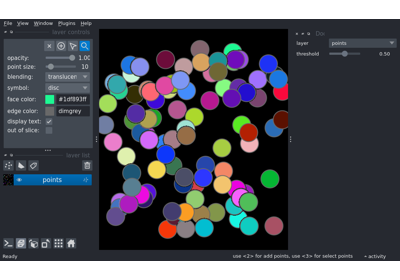 File View Window Plugins Help
layer controls
opacity: 1.00
point size: 10
blending: translucen
symbol: disc
face color: #1df893ff
edge color: dimgrey
display text:
out of slice:
layer list
points
layer points
threshold 0.50
Ready
use <2> for add points, use <3> for select points
activity